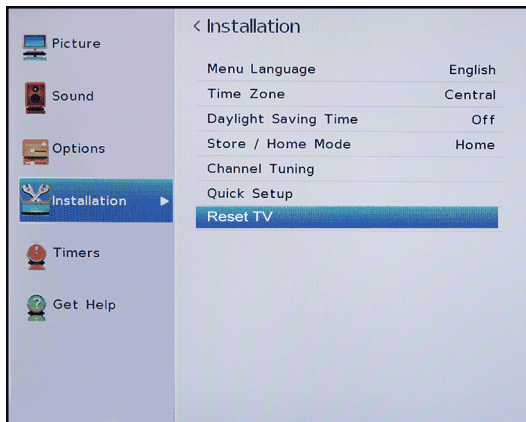 Picture
Sound
Options
Installation
Timers
Get Help
< Installation
Menu Language English
Time Zone Central
Daylight Saving Time Off
Store / Home Mode Home
Channel Tuning
Quick Setup
Reset TV